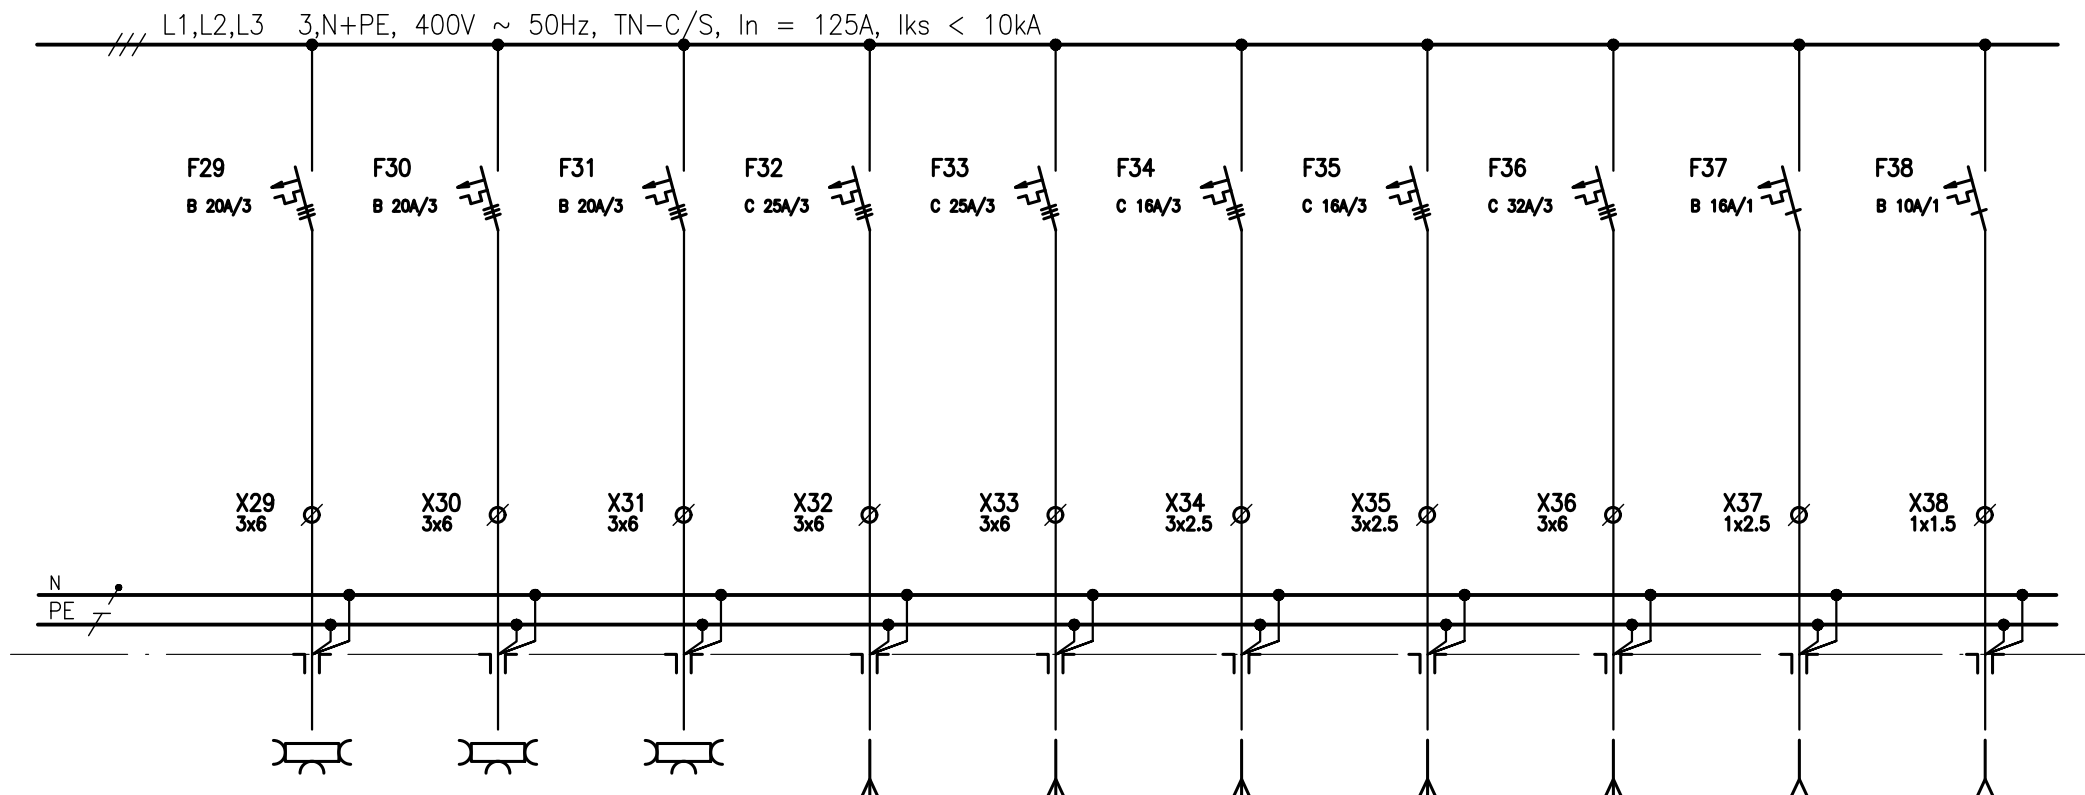 L1,L2,L3 3,N+PE, 400V ~ 50Hz, TN-C/S, In = 125A, Iks < 10kA
F29 F30 F31 F32 F33 F34 F35 F36 F37 F38
B 20A/3 B 20A/3 B 20A/3 C 25A/3 C 25A/3 C 16A/3 C 16A/3 C 32A/3 B 16A/1 B 10A/1
X29 X30 X31 X32 X33 X34 X35 X36 X37 X38
3x6 3x6 3x6 3x6 3x6 3x2.5 3x2.5 3x6 1x2.5 1x1.5
N
PE